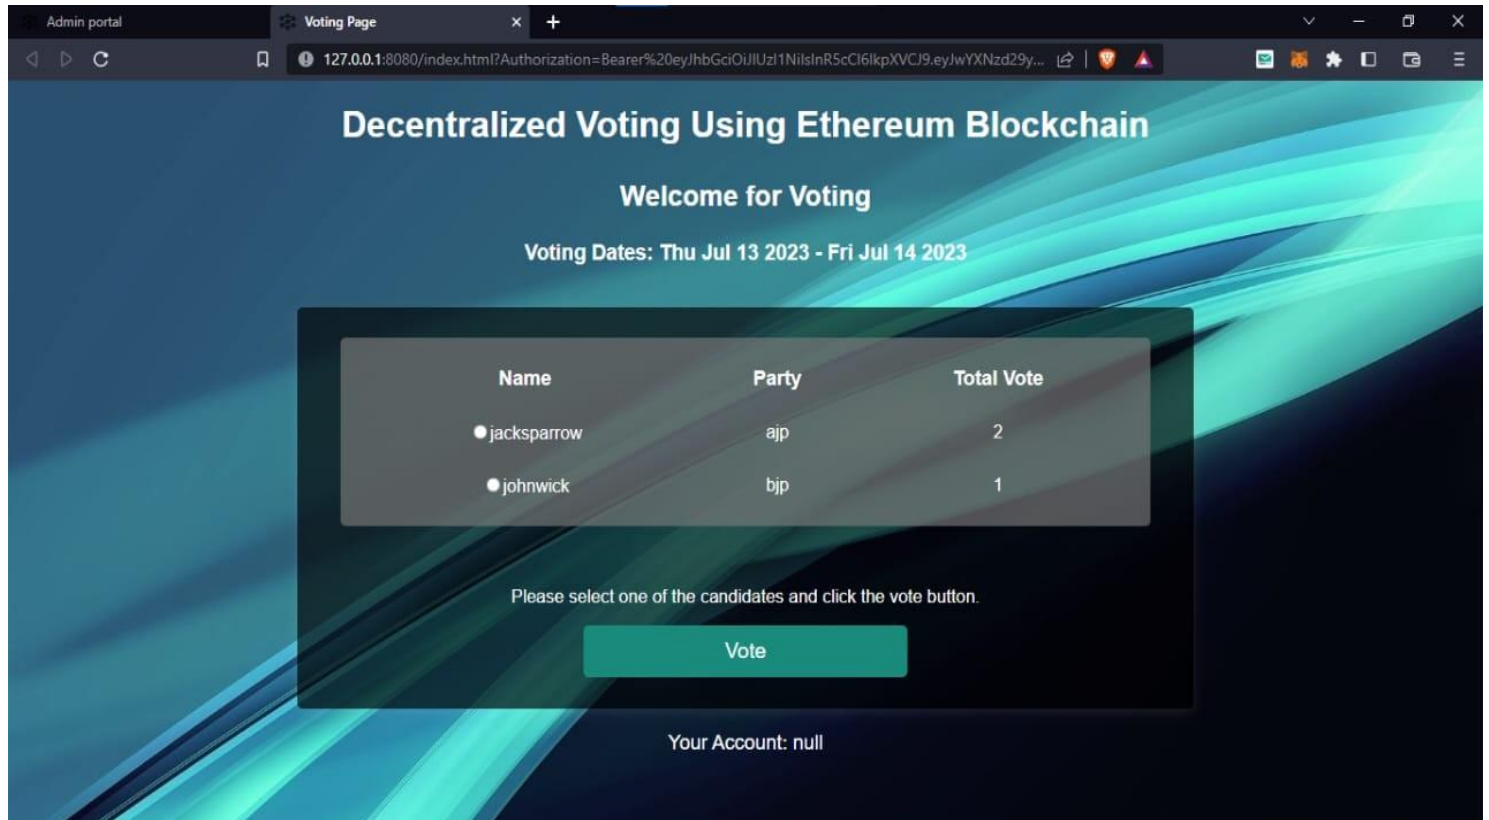 Admin portal
Voting Page
127.0.0.1:8080/index.html?Authorization=Bearer%20eyJhbGciOiJIUzI1NiIsInR5cCI6IkpXVCJ9.eyJwYXNzd29y...
Decentralized Voting Using Ethereum Blockchain
Welcome for Voting
Voting Dates: Thu Jul 13 2023 - Fri Jul 14 2023
Name Party Total Vote
jacksparrow ajp 2
johnwick bjp 1
Please select one of the candidates and click the vote button.
Vote
Your Account: null